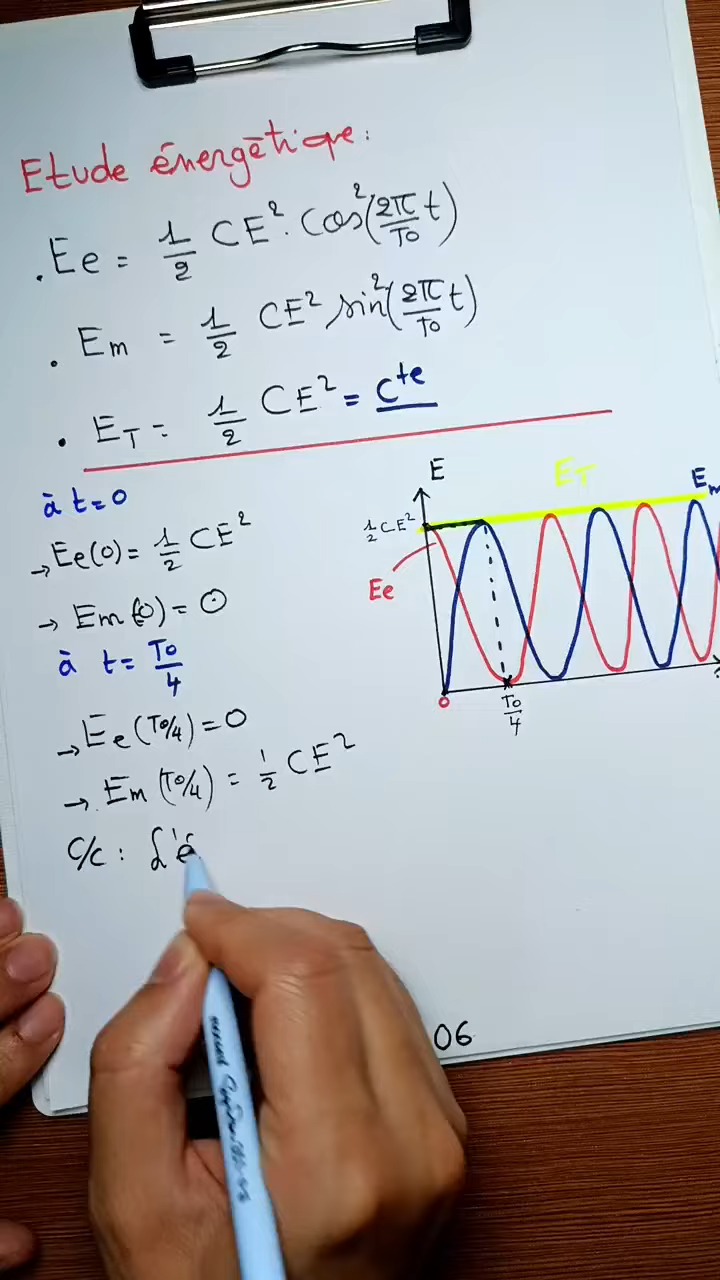 Etude énergétique:
. Ee = 1/2 CE². cos²(2π/T0 t)
. Em = 1/2 CE² sin²(2π/T0 t)
. ET = 1/2 CE² = Cte
à t=0
→ Ee(0) = 1/2 CE²
→ Em(0) = 0
à t = T0/4
→ Ee(T0/4) = 0
→ Em(T0/4) = 1/2 CE²
C/C : L'é
E
ET
Em
1/2 CE²
Ee
0
T0/4
06